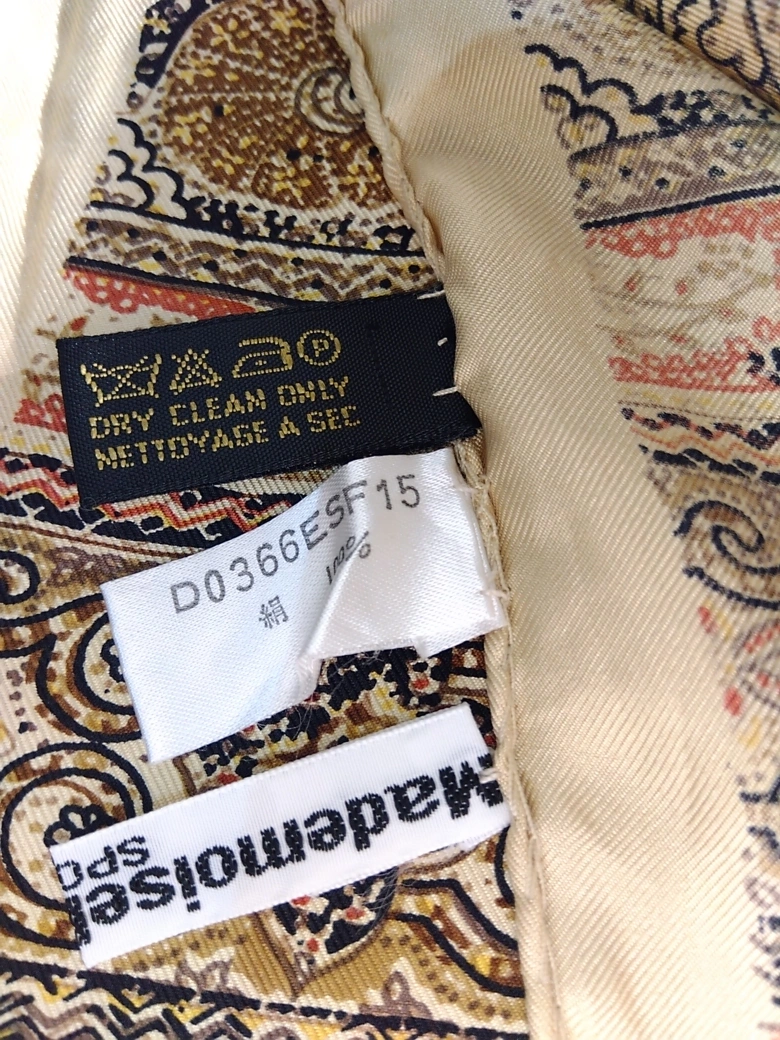 P
DRY CLEAN ONLY
NETTOYAGE A SEC
D0366ESF15
絹 100%
Mademoisel
SPO